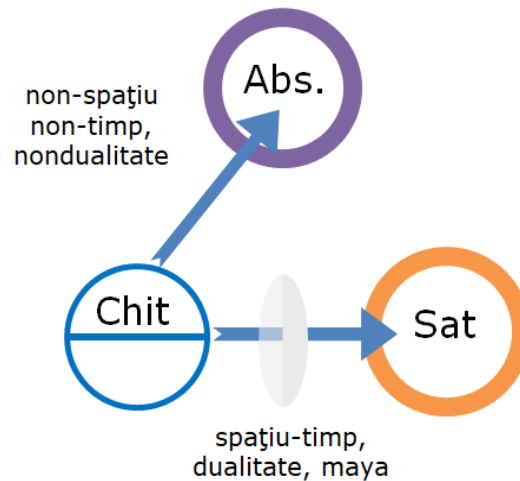 Abs.
non-spaţiu
non-timp,
nondualitate
Chit
Sat
spaţiu-timp,
dualitate, maya